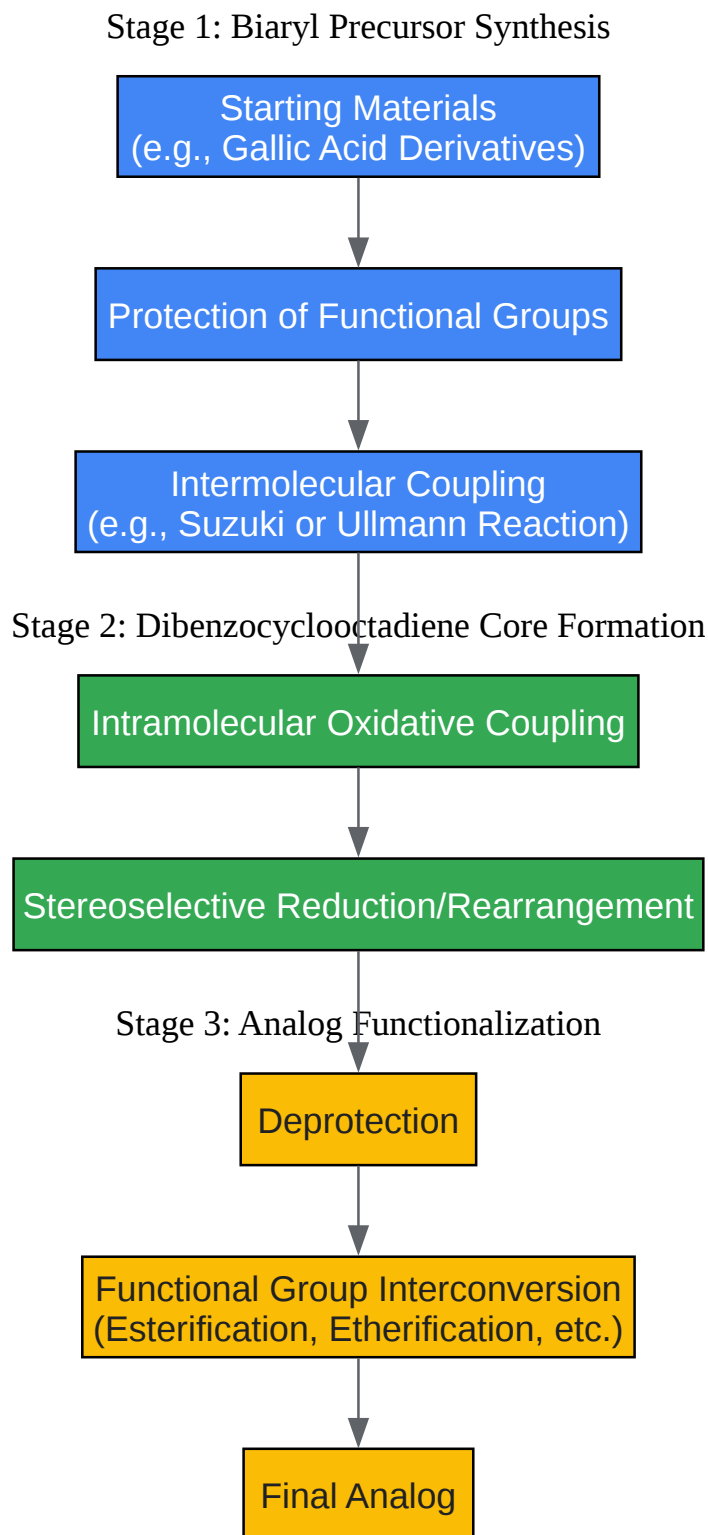 Stage 1: Biaryl Precursor Synthesis
Starting Materials
(e.g., Gallic Acid Derivatives)
Protection of Functional Groups
Intermolecular Coupling
(e.g., Suzuki or Ullmann Reaction)
Stage 2: Dibenzocyclooctadiene Core Formation
Intramolecular Oxidative Coupling
Stereoselective Reduction/Rearrangement
Stage 3: Analog Functionalization
Deprotection
Functional Group Interconversion
(Esterification, Etherification, etc.)
Final Analog